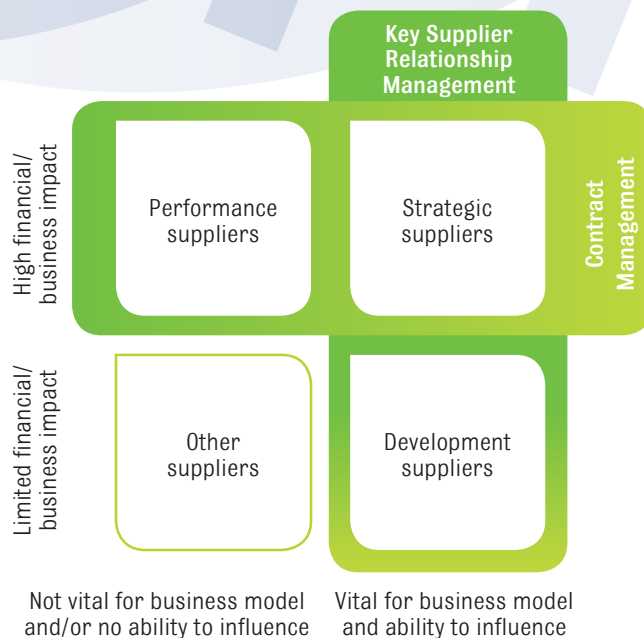 Key Supplier
Relationship
Management
High financial/
business impact
Performance
suppliers
Strategic
suppliers
Contract
Management
Limited financial/
business impact
Other
suppliers
Development
suppliers
Not vital for business model
and/or no ability to influence
Vital for business model
and ability to influence